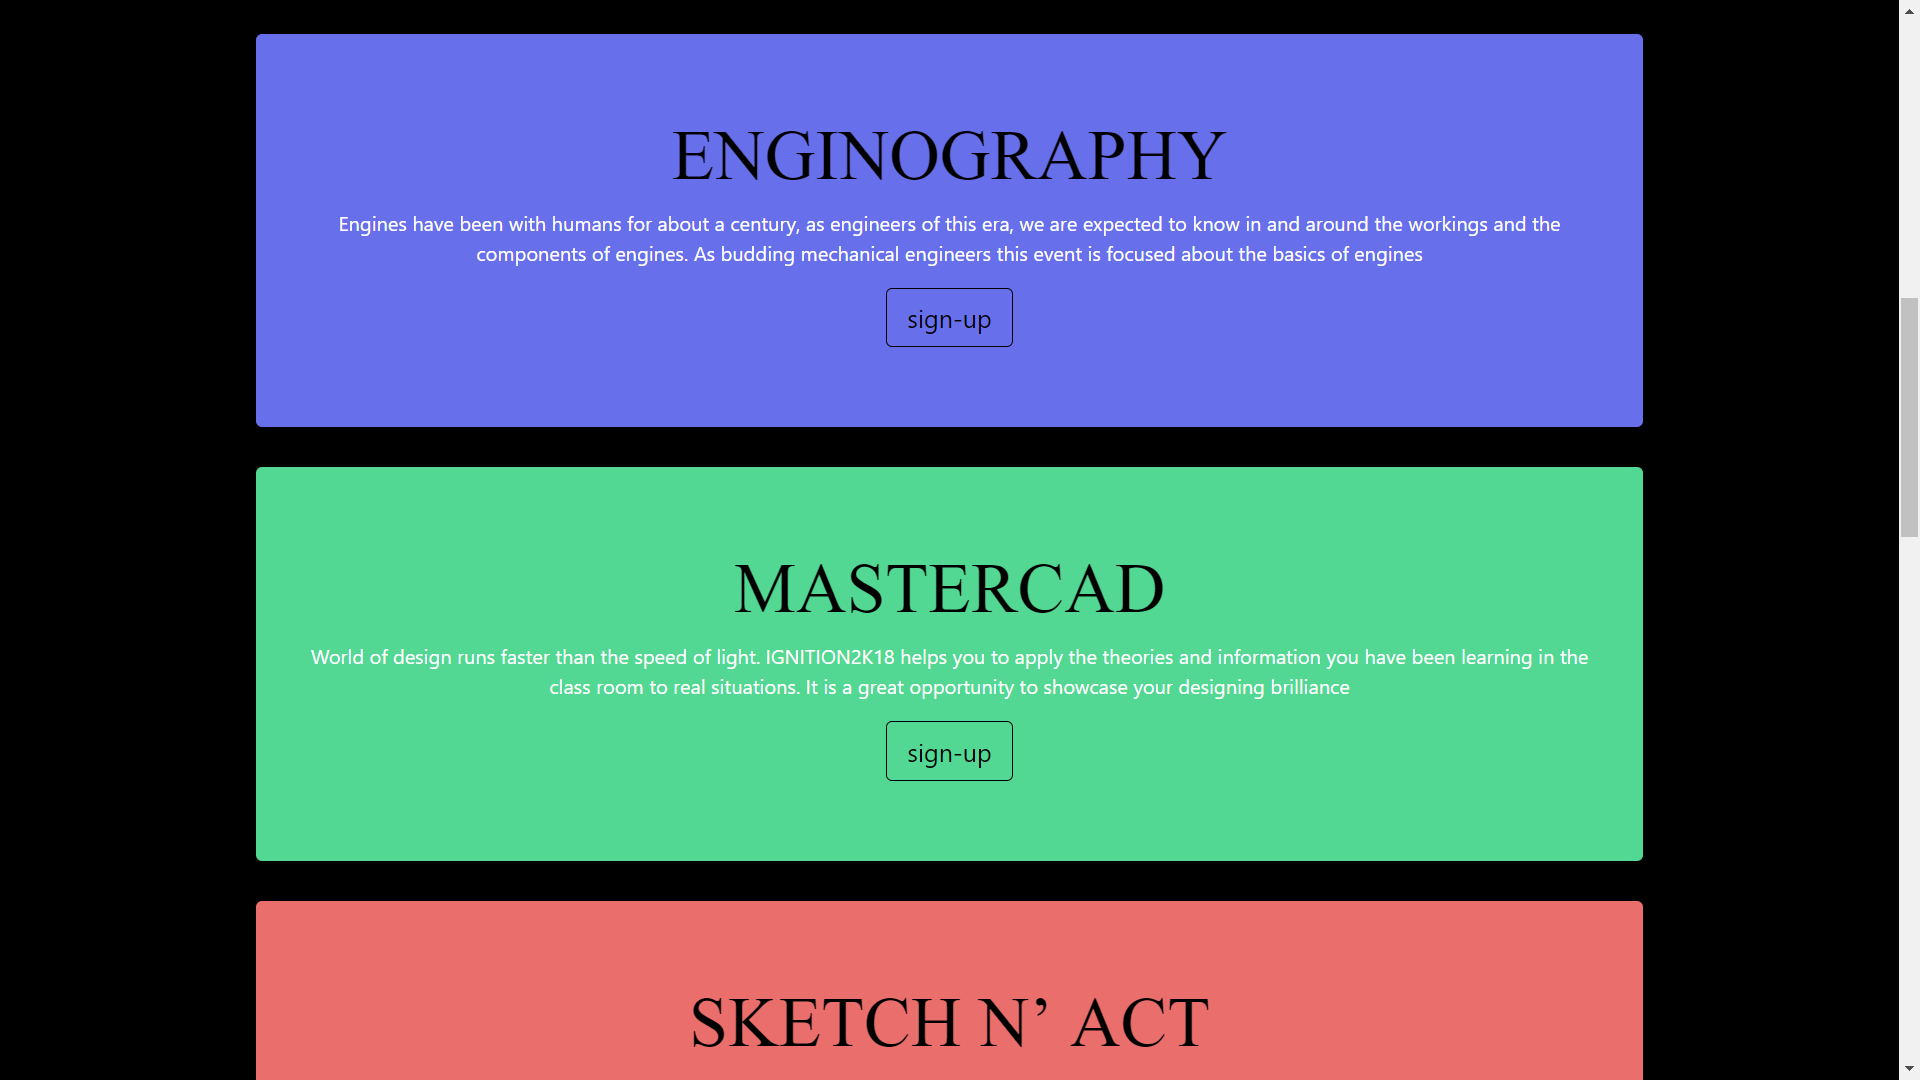 ENGINOGRAPHY
Engines have been with humans for about a century, as engineers of this era, we are expected to know in and around the workings and the
components of engines. As budding mechanical engineers this event is focused about the basics of engines
sign-up
MASTERCAD
World of design runs faster than the speed of light. IGNITION2K18 helps you to apply the theories and information you have been learning in the
class room to real situations. It is a great opportunity to showcase your designing brilliance
sign-up
SKETCH N’ ACT